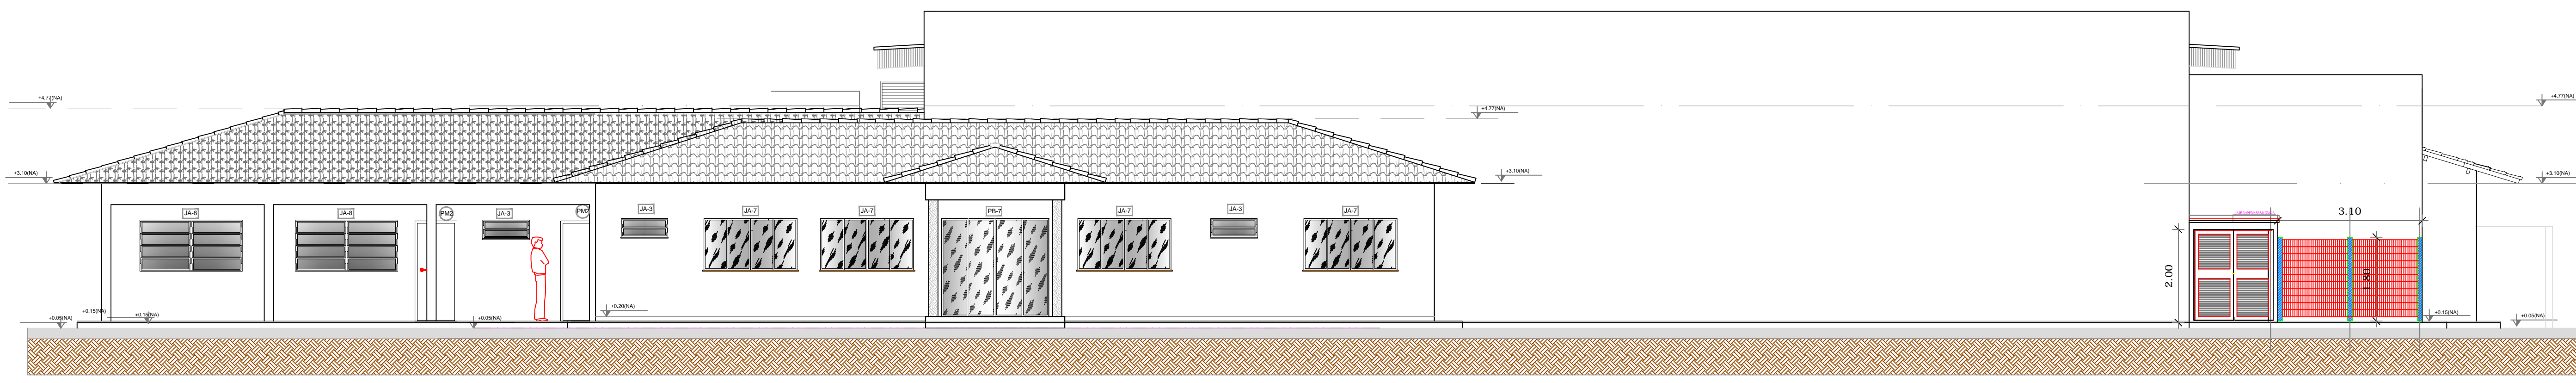 +4.77(NA)
+4.77(NA)
+4.77(NA)
+3.10(NA)
+3.10(NA)
+3.10(NA)
JA-8
JA-8
PM2
JA-3
PM2
JA-3
JA-7
JA-7
PB-7
JA-7
JA-3
JA-7
3.10
2.00
1.80
+0.05(NA)
+0.15(NA)
+0.15(NA)
+0.05(NA)
+0.20(NA)
+0.15(NA)
+0.05(NA)